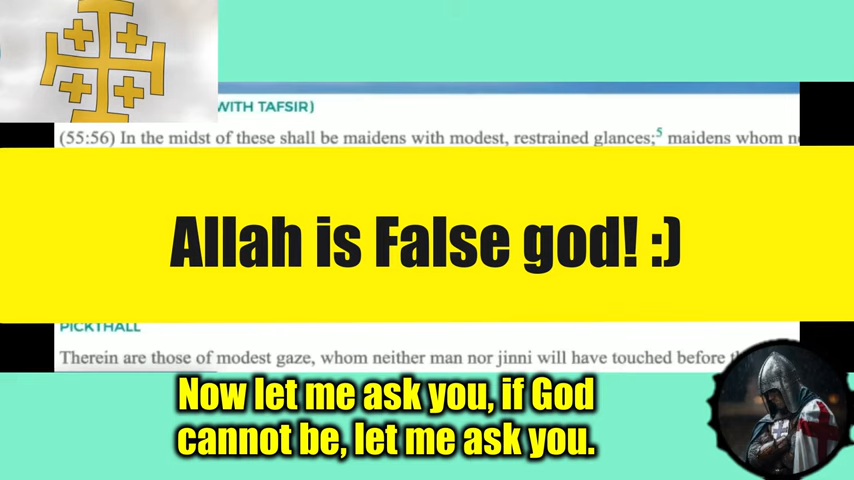 WITH TAFSIR)
(55:56) In the midst of these shall be maidens with modest, restrained glances;5 maidens whom
Allah is False god! :)
PICKTHALL
Therein are those of modest gaze, whom neither man nor jinni will have touched before
Now let me ask you, if God
cannot be, let me ask you.